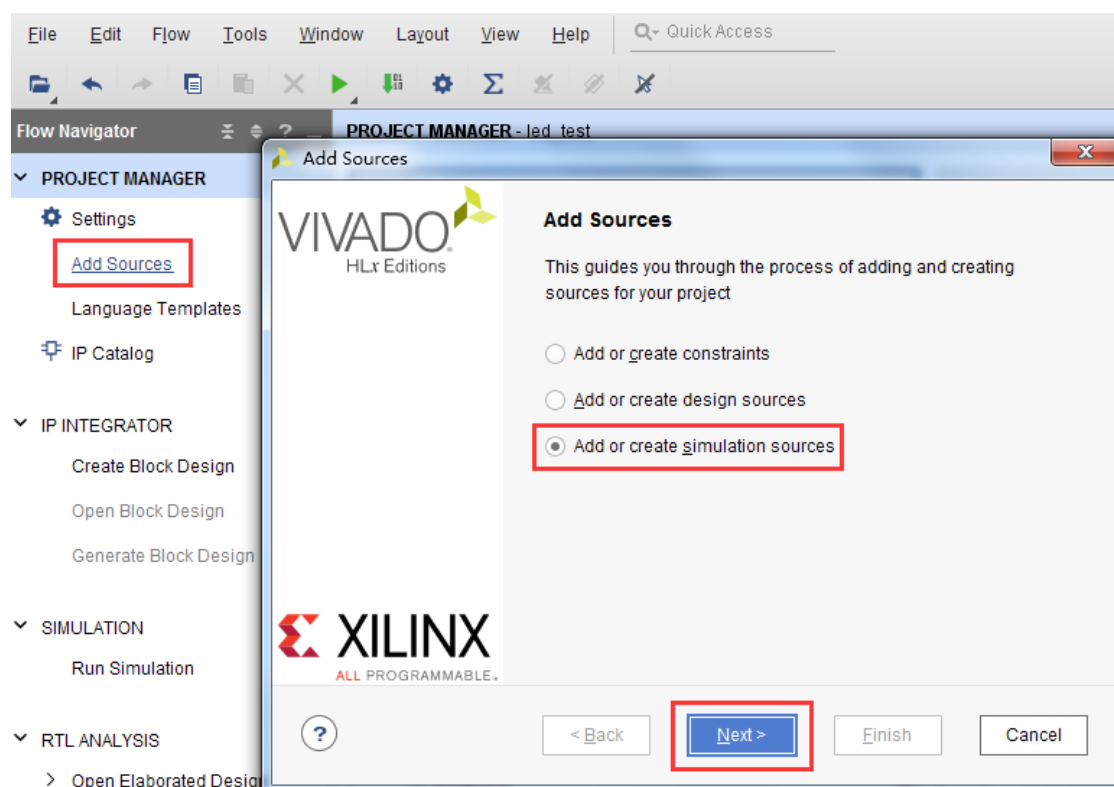 File Edit Flow Tools Window Layout View Help Quick Access
Flow Navigator ? _ PROJECT MANAGER - led_test
Add Sources
PROJECT MANAGER
Settings
Add Sources
Language Templates
IP Catalog
IP INTEGRATOR
Create Block Design
Open Block Design
Generate Block Design
SIMULATION
Run Simulation
RTL ANALYSIS
Open Elaborated Design
VIVADO.
HLx Editions
Add Sources
This guides you through the process of adding and creating
sources for your project
Add or create constraints
Add or create design sources
Add or create simulation sources
XILINX
ALL PROGRAMMABLE.
? < Back Next > Finish Cancel